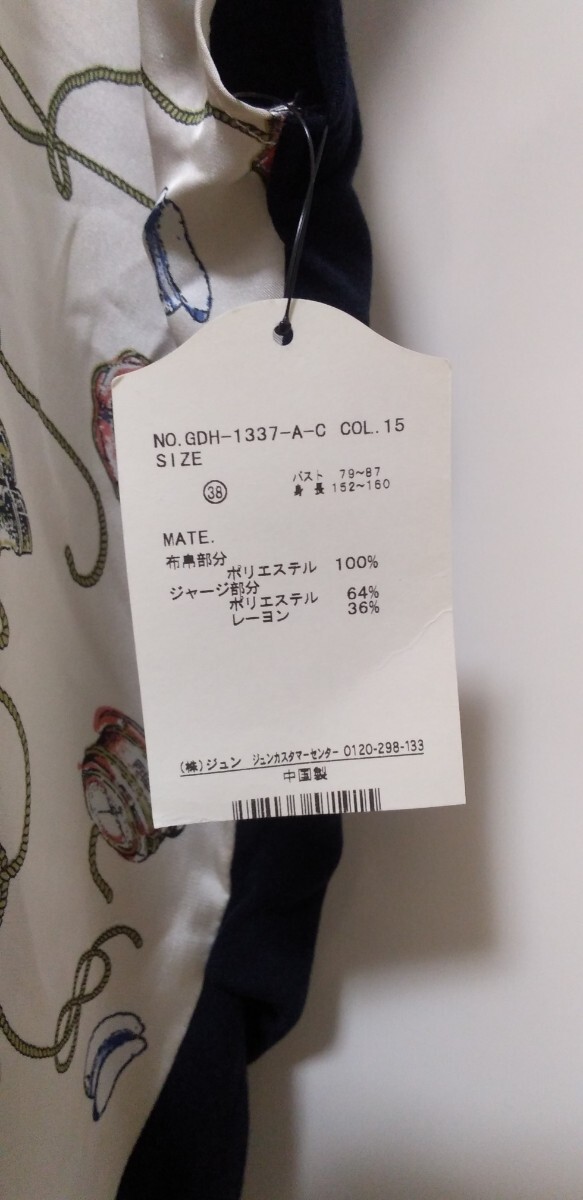 NO.GDH-1337-A-C COL.15
SIZE
㊳ バスト 79~87
身長 152~160
MATE.
布帛部分
ポリエステル 100%
ジャージ部分
ポリエステル 64%
レーヨン 36%
(株)ジュン ジュンカスタマーセンター 0120-298-133
中国製